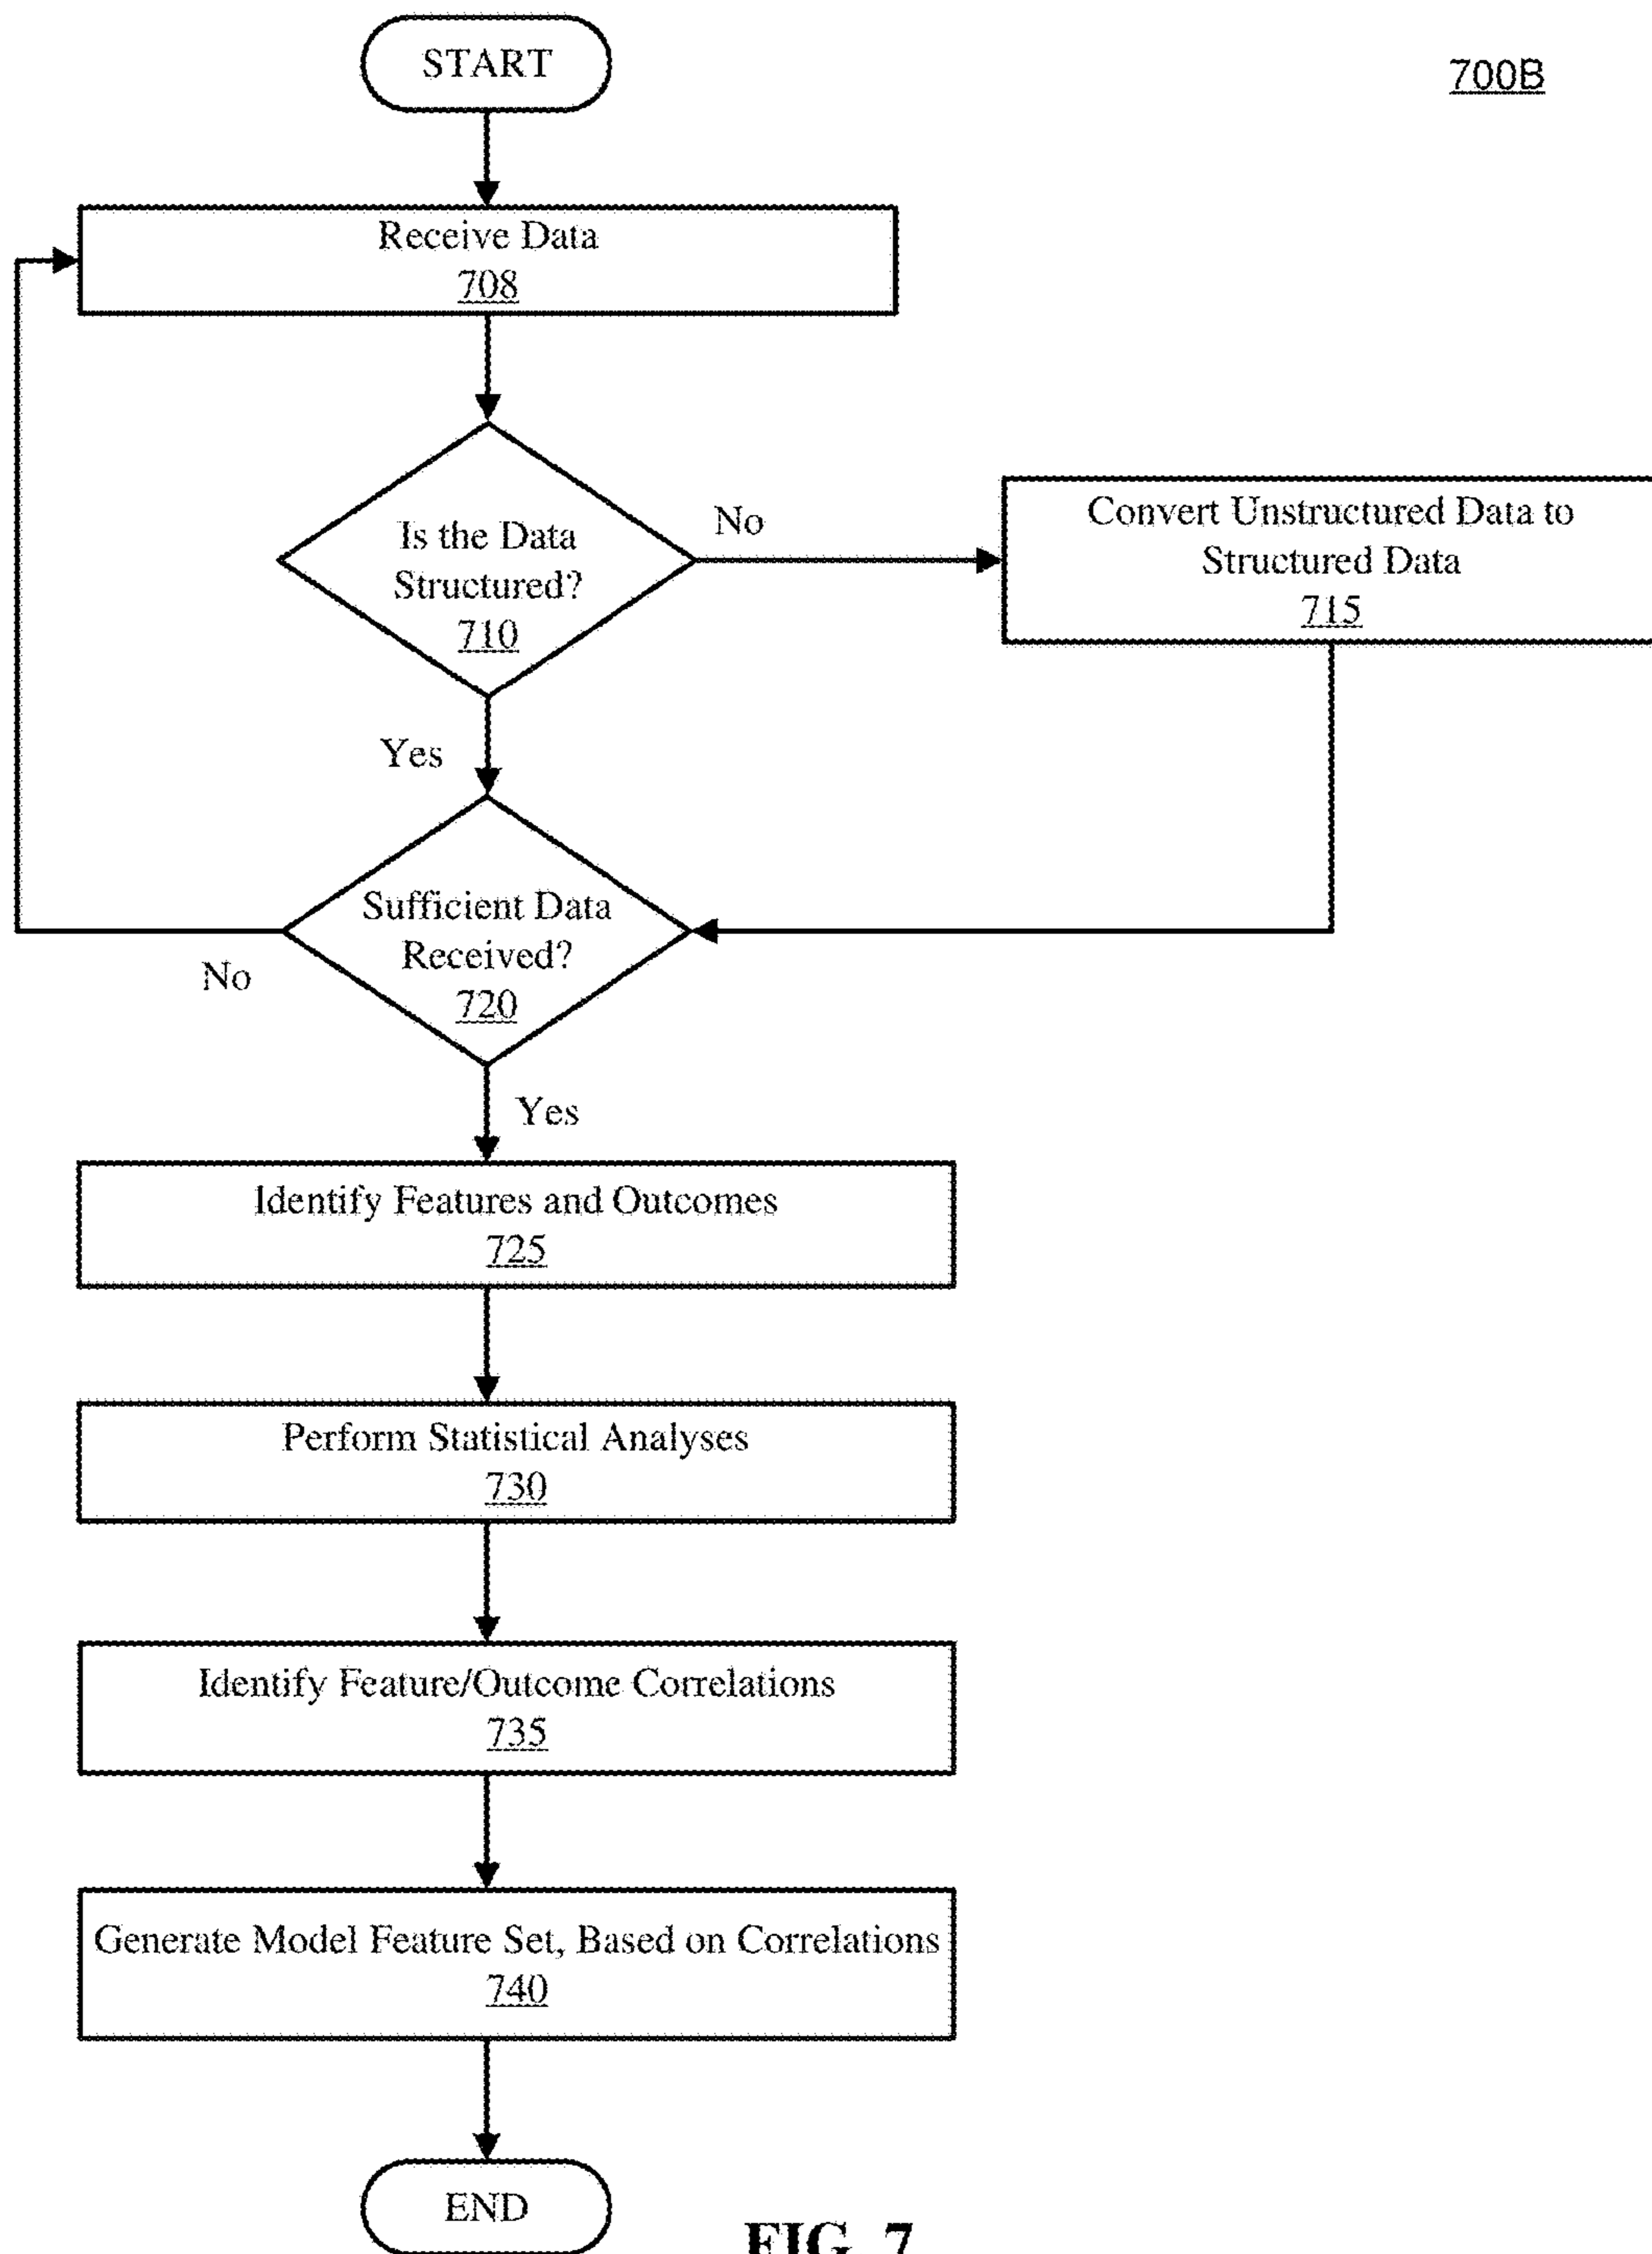 START
700B
Receive Data
708
Is the Data
Structured?
710
No
Convert Unstructured Data to
Structured Data
715
Yes
Sufficient Data
Received?
720
No
Yes
Identify Features and Outcomes
725
Perform Statistical Analyses
730
Identify Feature/Outcome Correlations
735
Generate Model Feature Set, Based on Correlations
740
END
FIG. 7